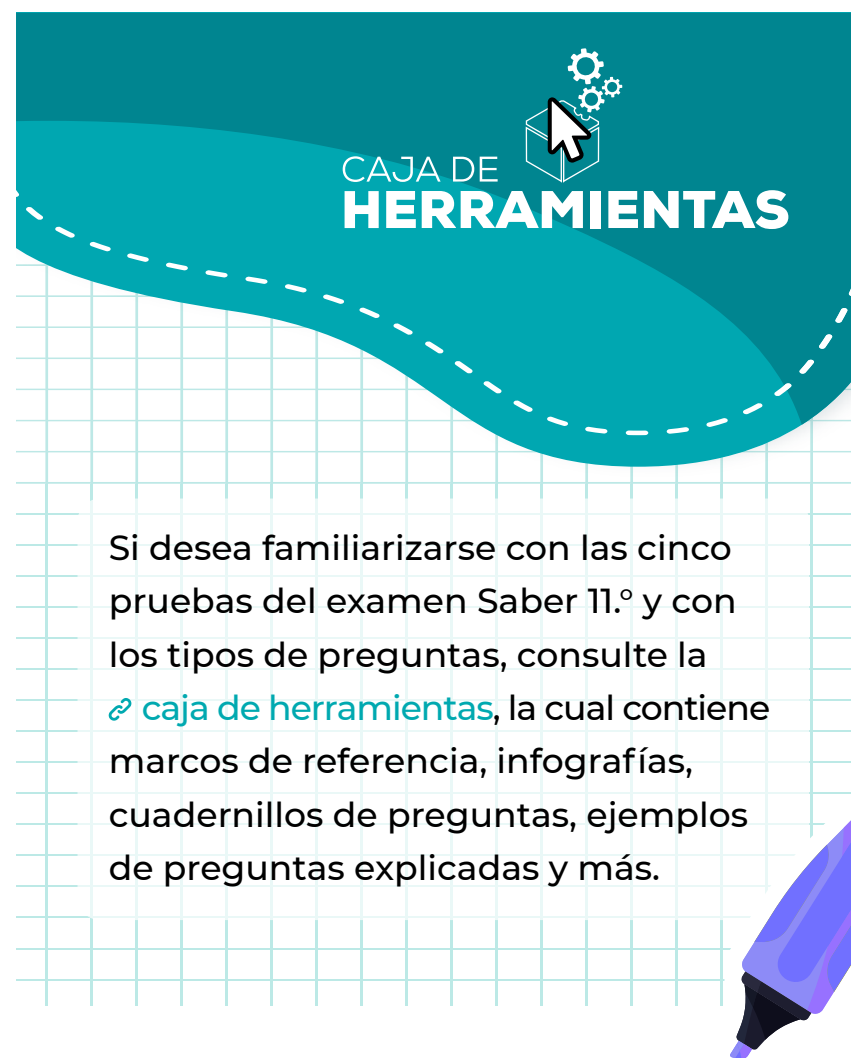 CAJA DE
HERRAMIENTAS
Si desea familiarizarse con las cinco
pruebas del examen Saber 11.° y con
los tipos de preguntas, consulte la
caja de herramientas, la cual contiene
marcos de referencia, infografías,
cuadernillos de preguntas, ejemplos
de preguntas explicadas y más.